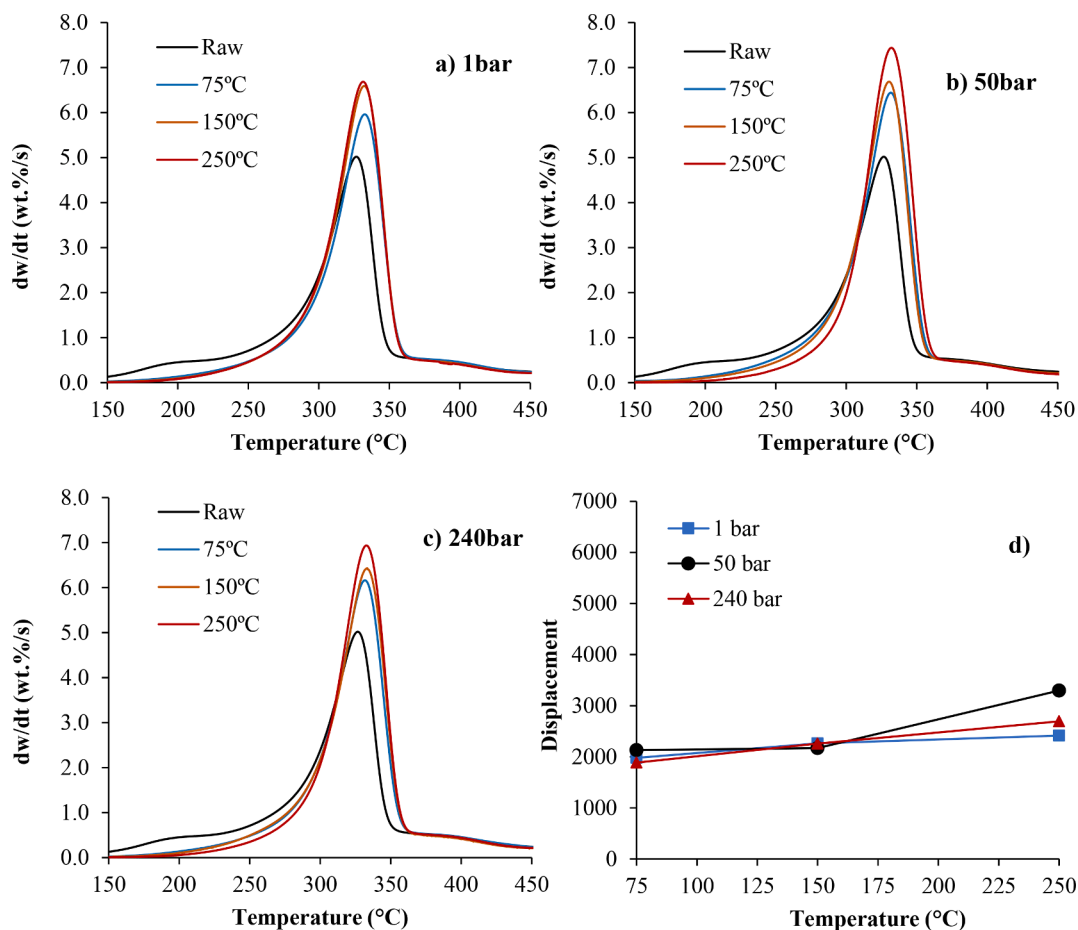 8.0
7.0
6.0
5.0
4.0
3.0
2.0
1.0
0.0
dw/dt (wt.%/s)
Raw
75ºC
150ºC
250ºC
a) 1bar
150 200 250 300 350 400 450
Temperature (°C)
8.0
7.0
6.0
5.0
4.0
3.0
2.0
1.0
0.0
dw/dt (wt.%/s)
Raw
75ºC
150ºC
250ºC
b) 50bar
150 200 250 300 350 400 450
Temperature (°C)
8.0
7.0
6.0
5.0
4.0
3.0
2.0
1.0
0.0
dw/dt (wt.%/s)
Raw
75ºC
150ºC
250ºC
c) 240bar
150 200 250 300 350 400 450
Temperature (°C)
7000
6000
5000
4000
3000
2000
1000
0
Displacement
1 bar
50 bar
240 bar
d)
75 100 125 150 175 200 225 250
Temperature (°C)